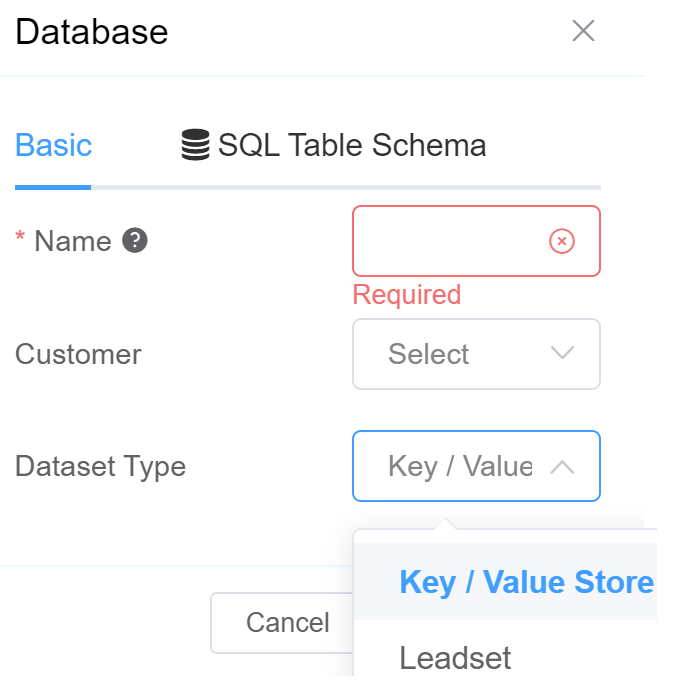 Database
Basic
SQL Table Schema
* Name ?
Required
Customer
Select
Dataset Type
Key / Value
Key / Value Store
Cancel
Leadset